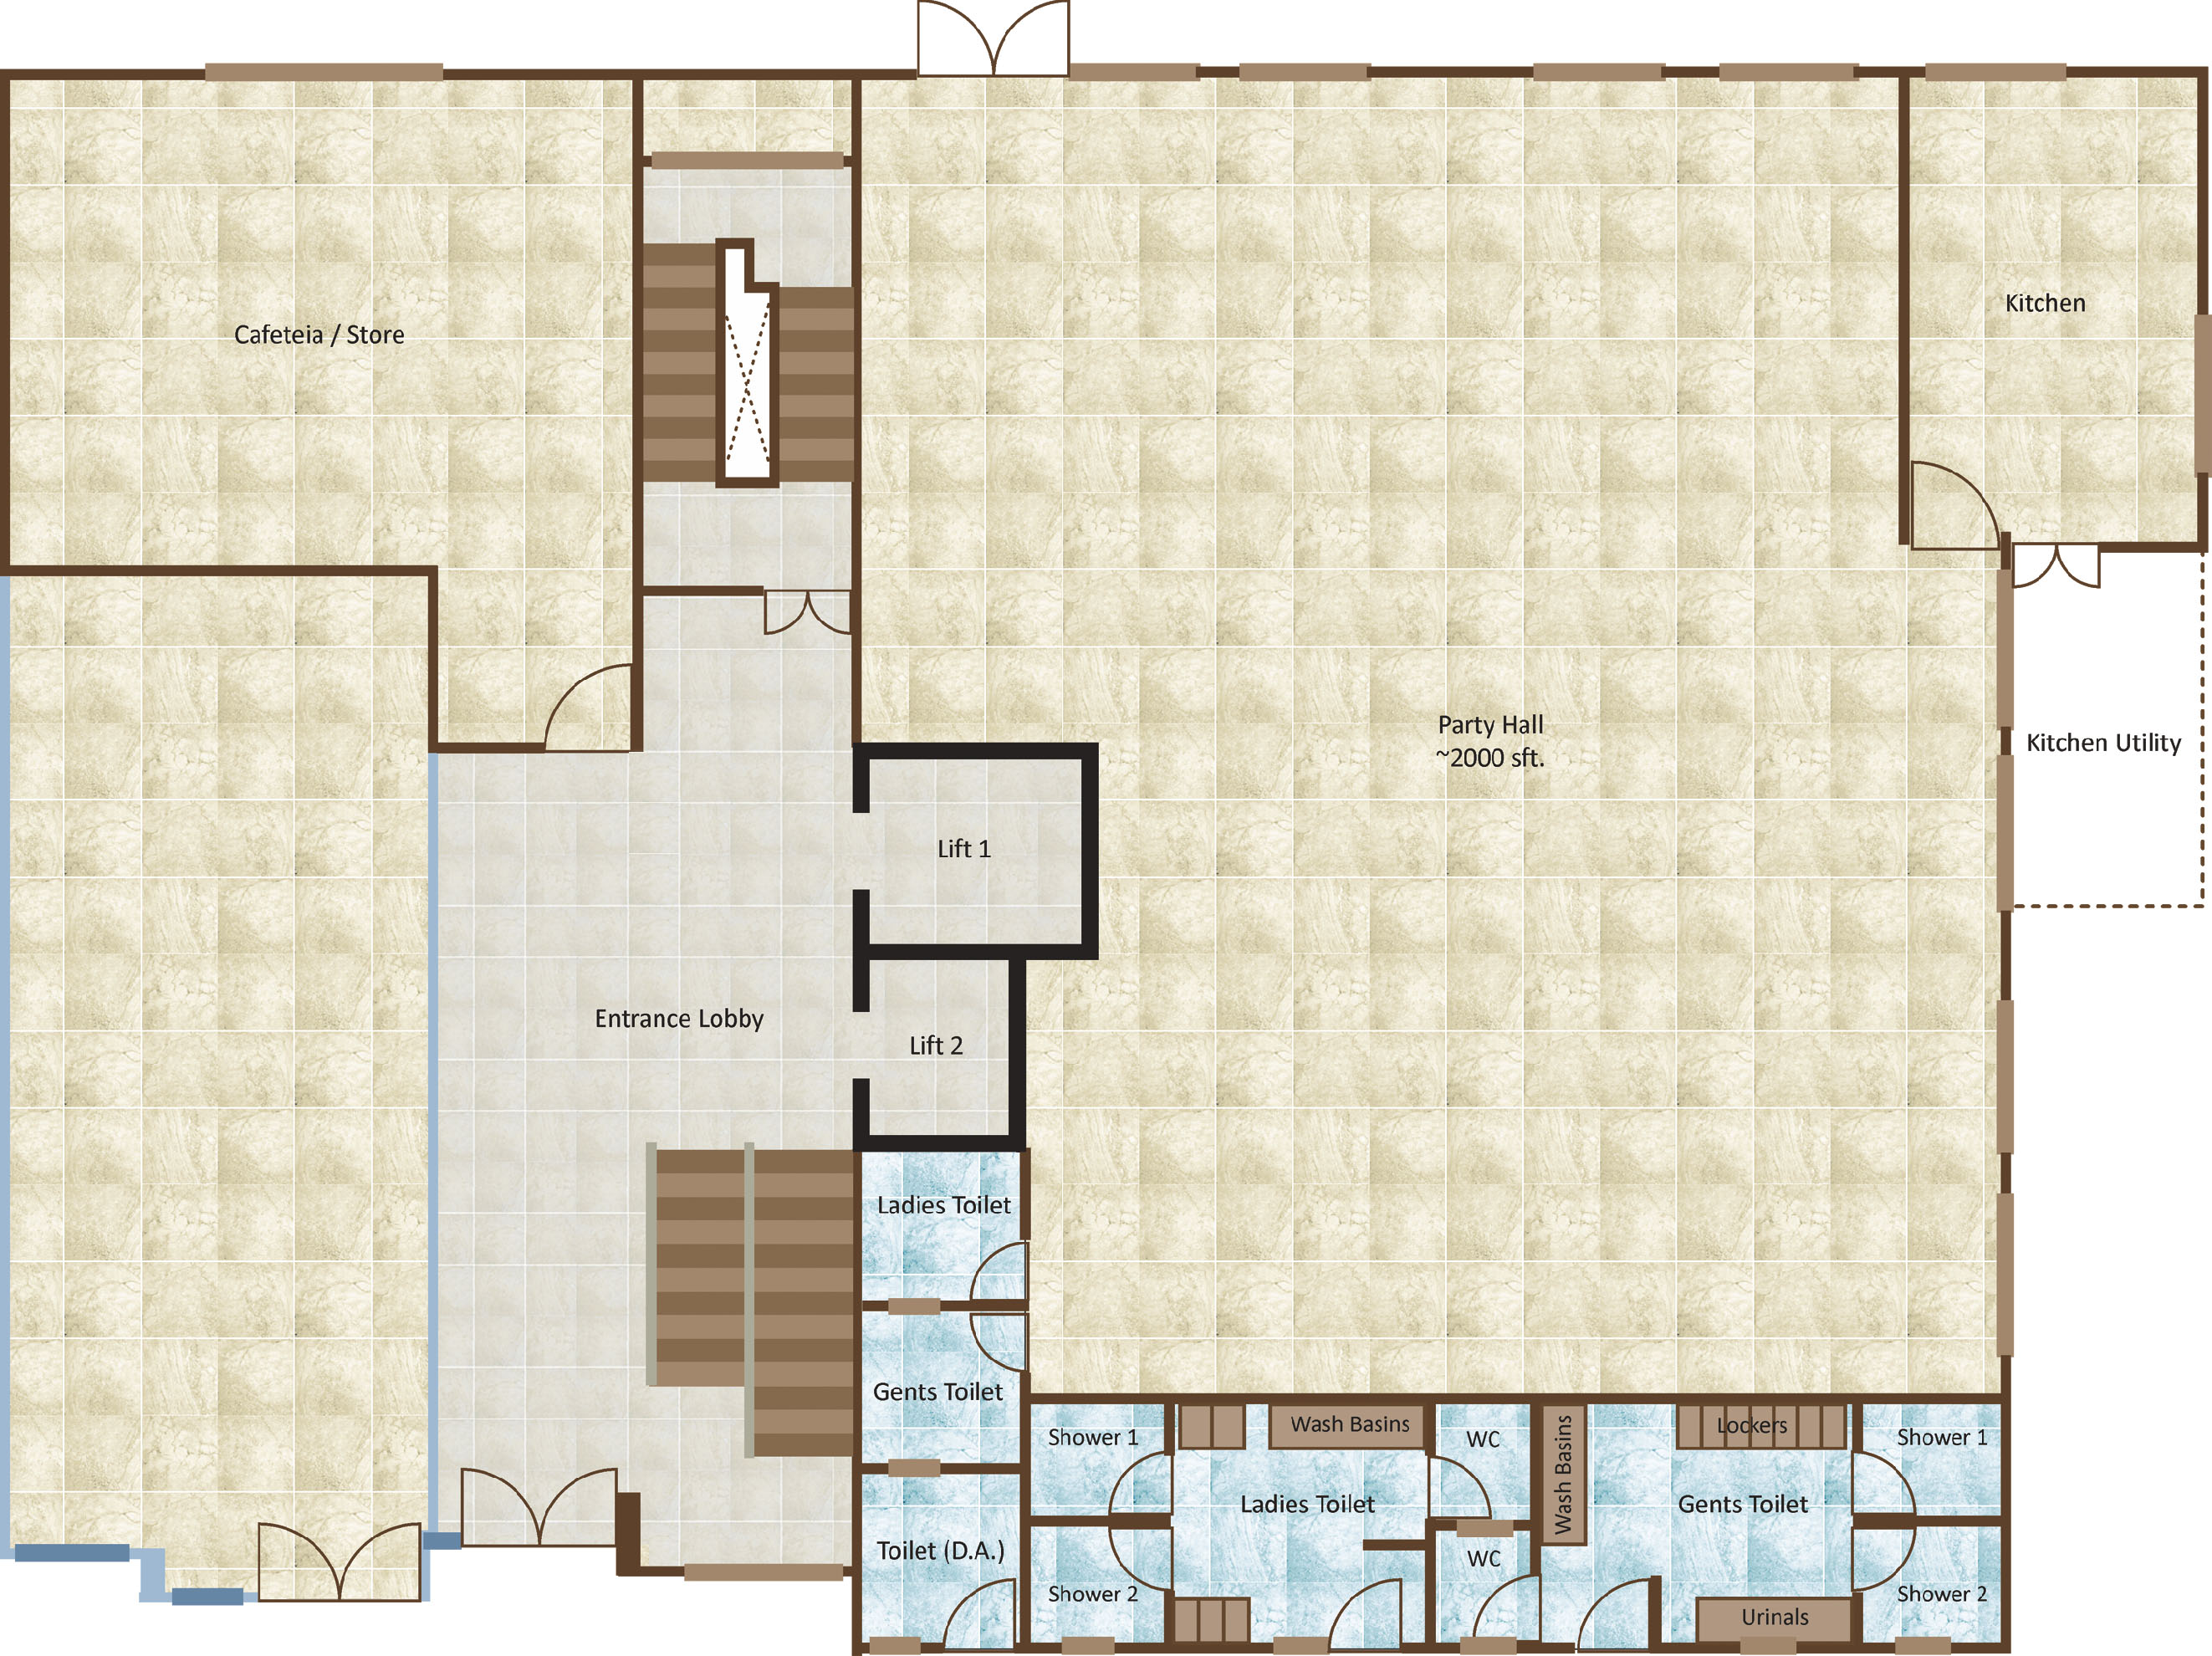 Kitchen
Cafeteia / Store
Party Hall
~2000 sft.
Kitchen Utility
Lift 1
Entrance Lobby
Lift 2
Ladies Toilet
Gents Toilet
Toilet (D.A.)
Shower 1
Wash Basins
WC
Wash Basins
Lockers
Shower 1
Ladies Toilet
Gents Toilet
Shower 2
WC
Urinals
Shower 2